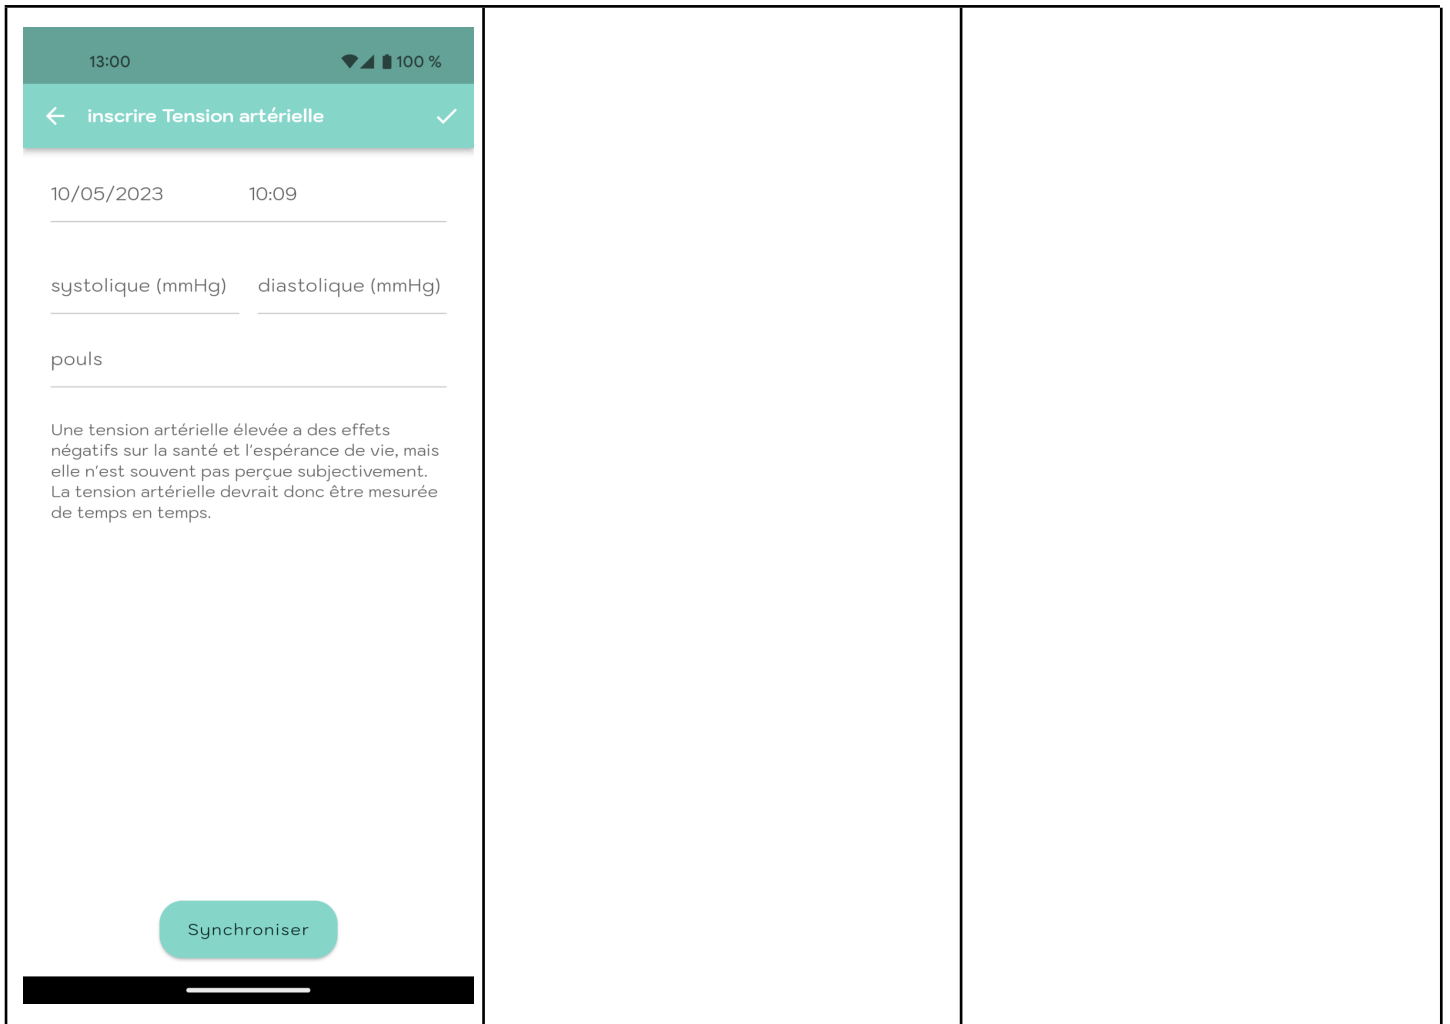 13:00 100 %
inscrire Tension artérielle
10/05/2023 10:09
systolique (mmHg) diastolique (mmHg)
pouls
Une tension artérielle élevée a des effets
négatifs sur la santé et l'espérance de vie, mais
elle n'est souvent pas perçue subjectivement.
La tension artérielle devrait donc être mesurée
de temps en temps.
Synchroniser